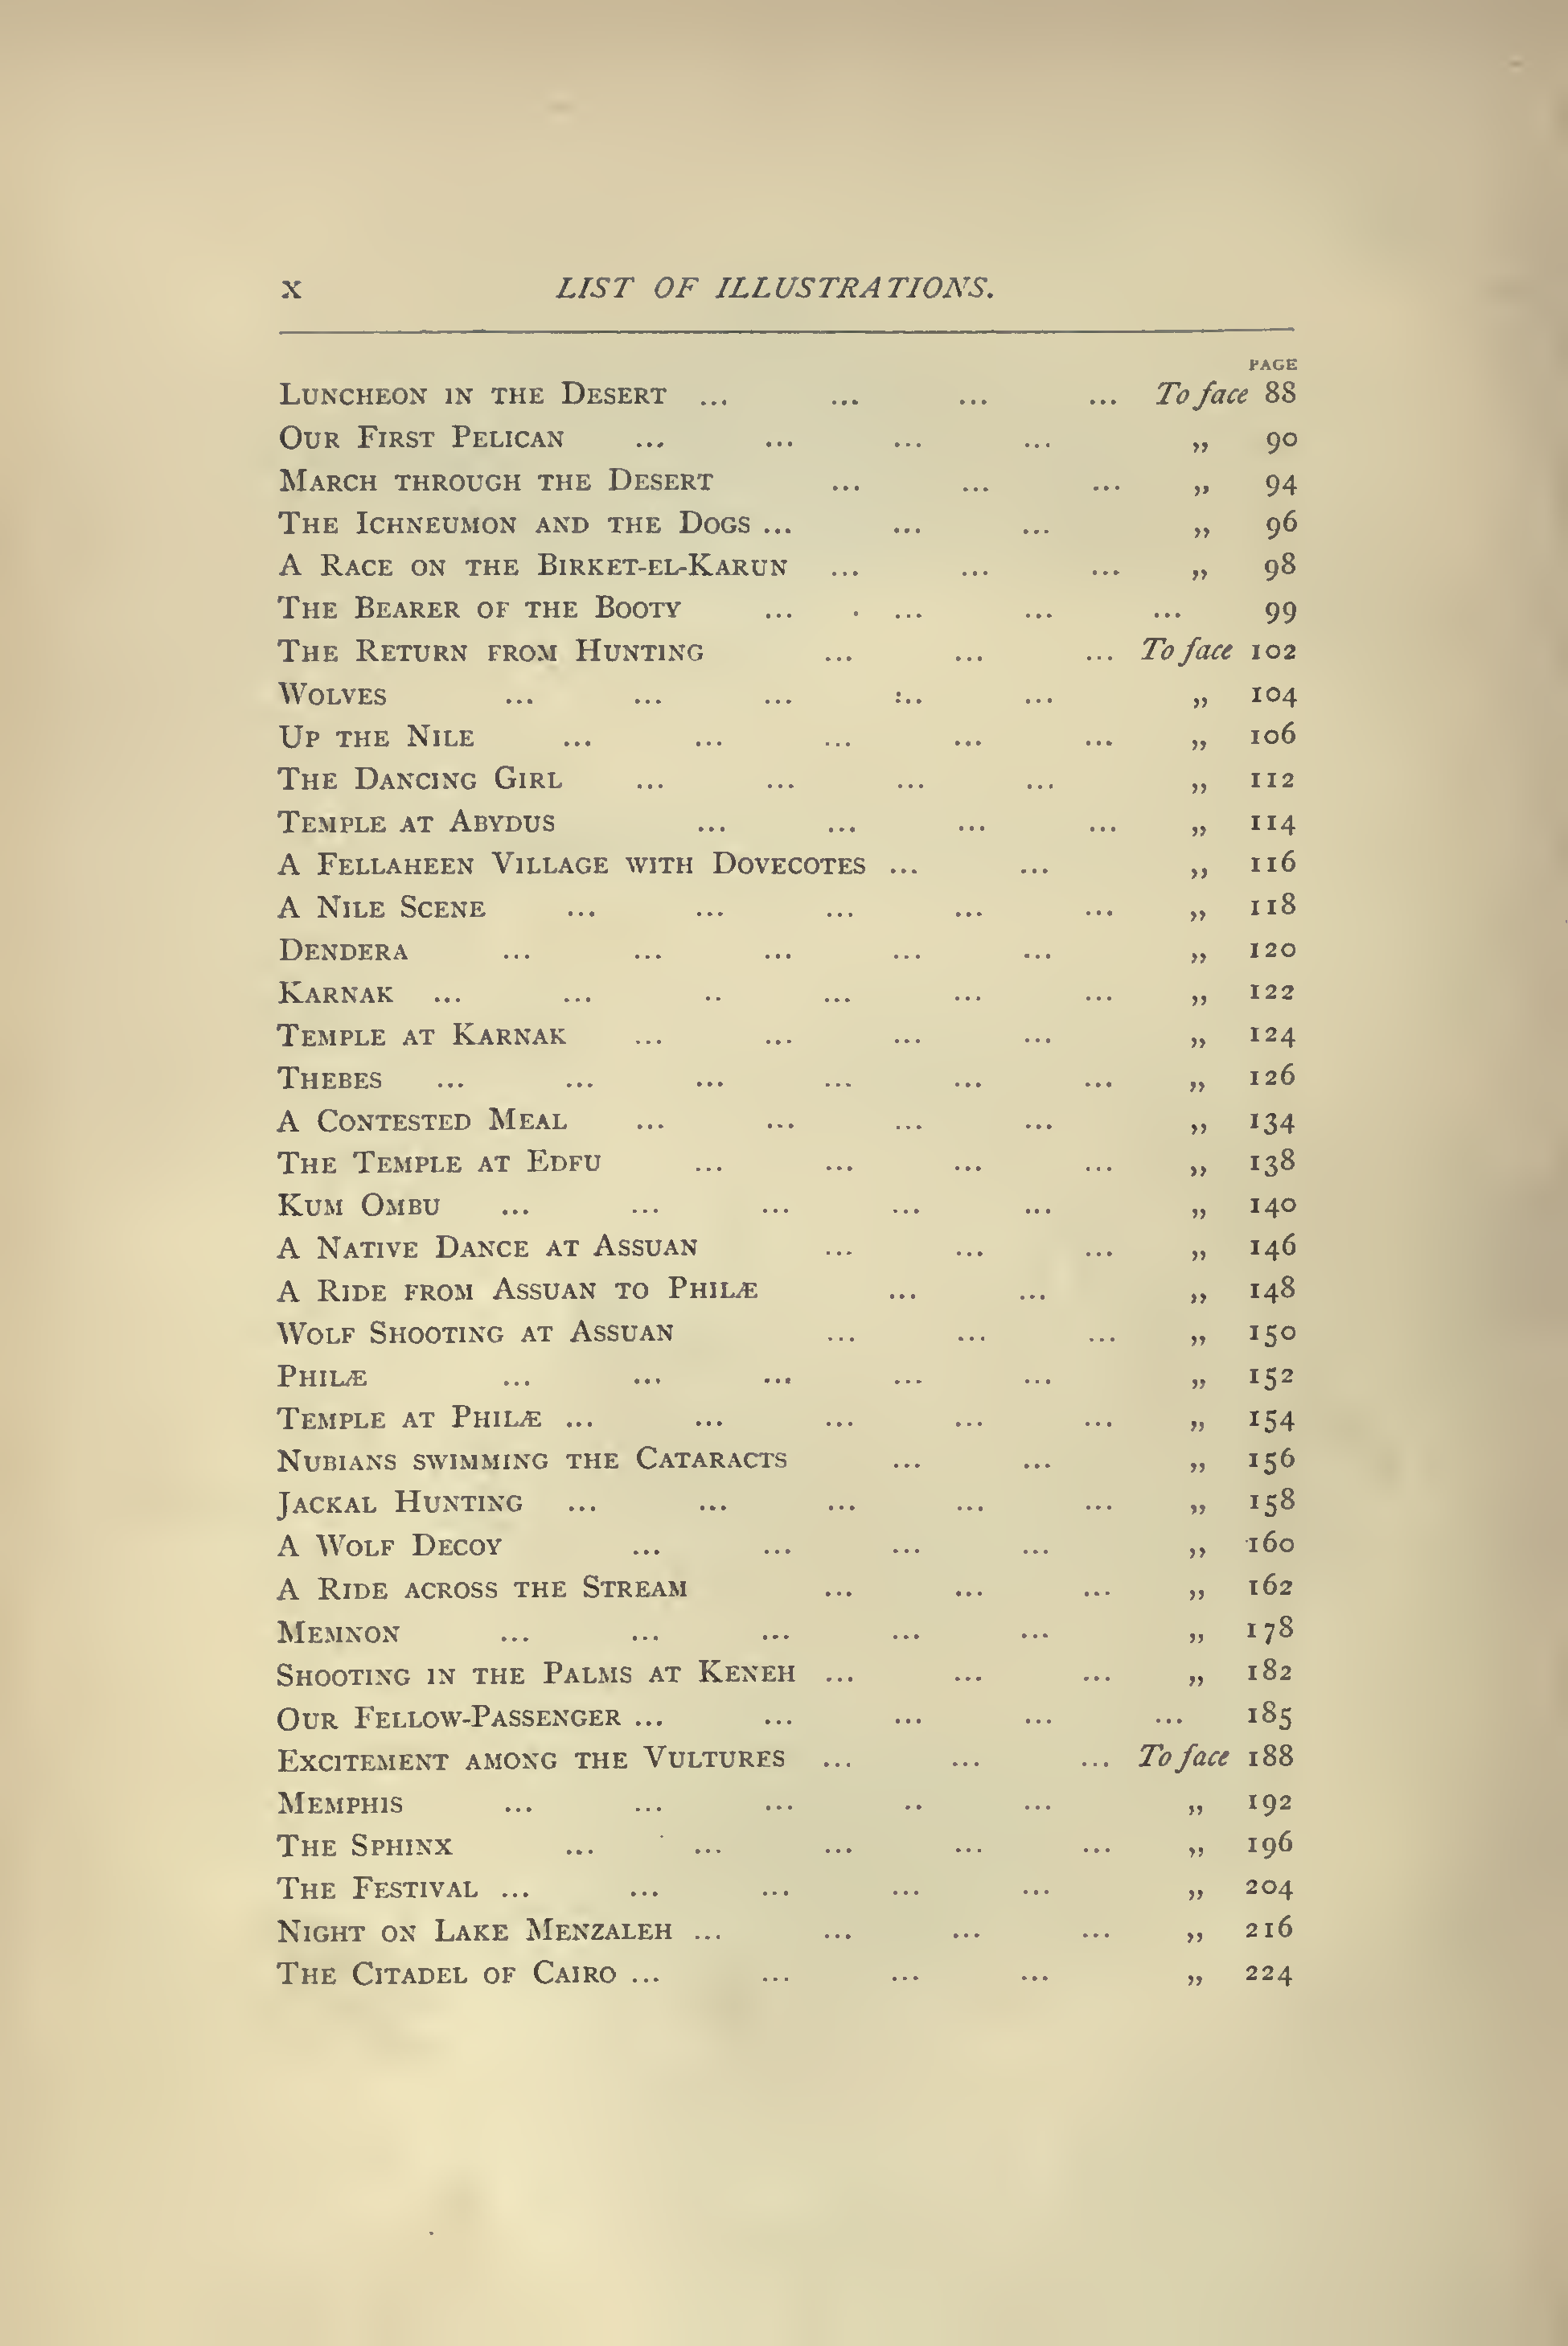 x LIST OF ILLUSTRATIONS.
PAGE
LUNCHEON IN THE DESERT ... ... ... ... To face 88
OUR FIRST PELICAN ... ... ... ... „ 90
MARCH THROUGH THE DESERT ... ... ... „ 94
THE ICHNEUMON AND THE DOGS ... ... ... „ 96
A RACE ON THE BIRKET-EL-KARUN ... ... ... „ 98
THE BEARER OF THE BOOTY ... ... ... ... 99
THE RETURN FROM HUNTING ... ... ... To face 102
WOLVES ... ... ... ... ... „ 104
UP THE NILE ... ... ... ... ... „ 106
THE DANCING GIRL ... ... ... ... „ 112
TEMPLE AT ABYDUS ... ... ... ... „ 114
A FELLAHEEN VILLAGE WITH DOVECOTES ... ... „ 116
A NILE SCENE ... ... ... ... ... „ 118
DENDERA ... ... ... ... ... „ 120
KARNAK ... ... .. ... ... ... „ 122
TEMPLE AT KARNAK ... ... ... ... „ 124
THEBES ... ... ... ... ... ... „ 126
A CONTESTED MEAL ... ... ... ... „ 134
THE TEMPLE AT EDFU ... ... ... ... „ 138
KUM OMBU ... ... ... ... ... „ 140
A NATIVE DANCE AT ASSUAN ... ... ... „ 146
A RIDE FROM ASSUAN TO PHILÆ ... ... „ 148
WOLF SHOOTING AT ASSUAN ... ... ... „ 150
PHILÆ ... ... ... ... ... „ 152
TEMPLE AT PHILÆ ... ... ... ... ... „ 154
NUBIANS SWIMMING THE CATARACTS ... ... „ 156
JACKAL HUNTING ... ... ... ... ... „ 158
A WOLF DECOY ... ... ... ... „ 160
A RIDE ACROSS THE STREAM ... ... ... „ 162
MEMNON ... ... ... ... ... „ 178
SHOOTING IN THE PALMS AT KENEH ... ... ... „ 182
OUR FELLOW-PASSENGER ... ... ... ... ... 185
EXCITEMENT AMONG THE VULTURES ... ... ... To face 188
MEMPHIS ... ... ... .. ... „ 192
THE SPHINX ... ... ... ... ... „ 196
THE FESTIVAL ... ... ... ... ... „ 204
NIGHT ON LAKE MENZALEH ... ... ... ... „ 216
THE CITADEL OF CAIRO ... ... ... ... „ 224